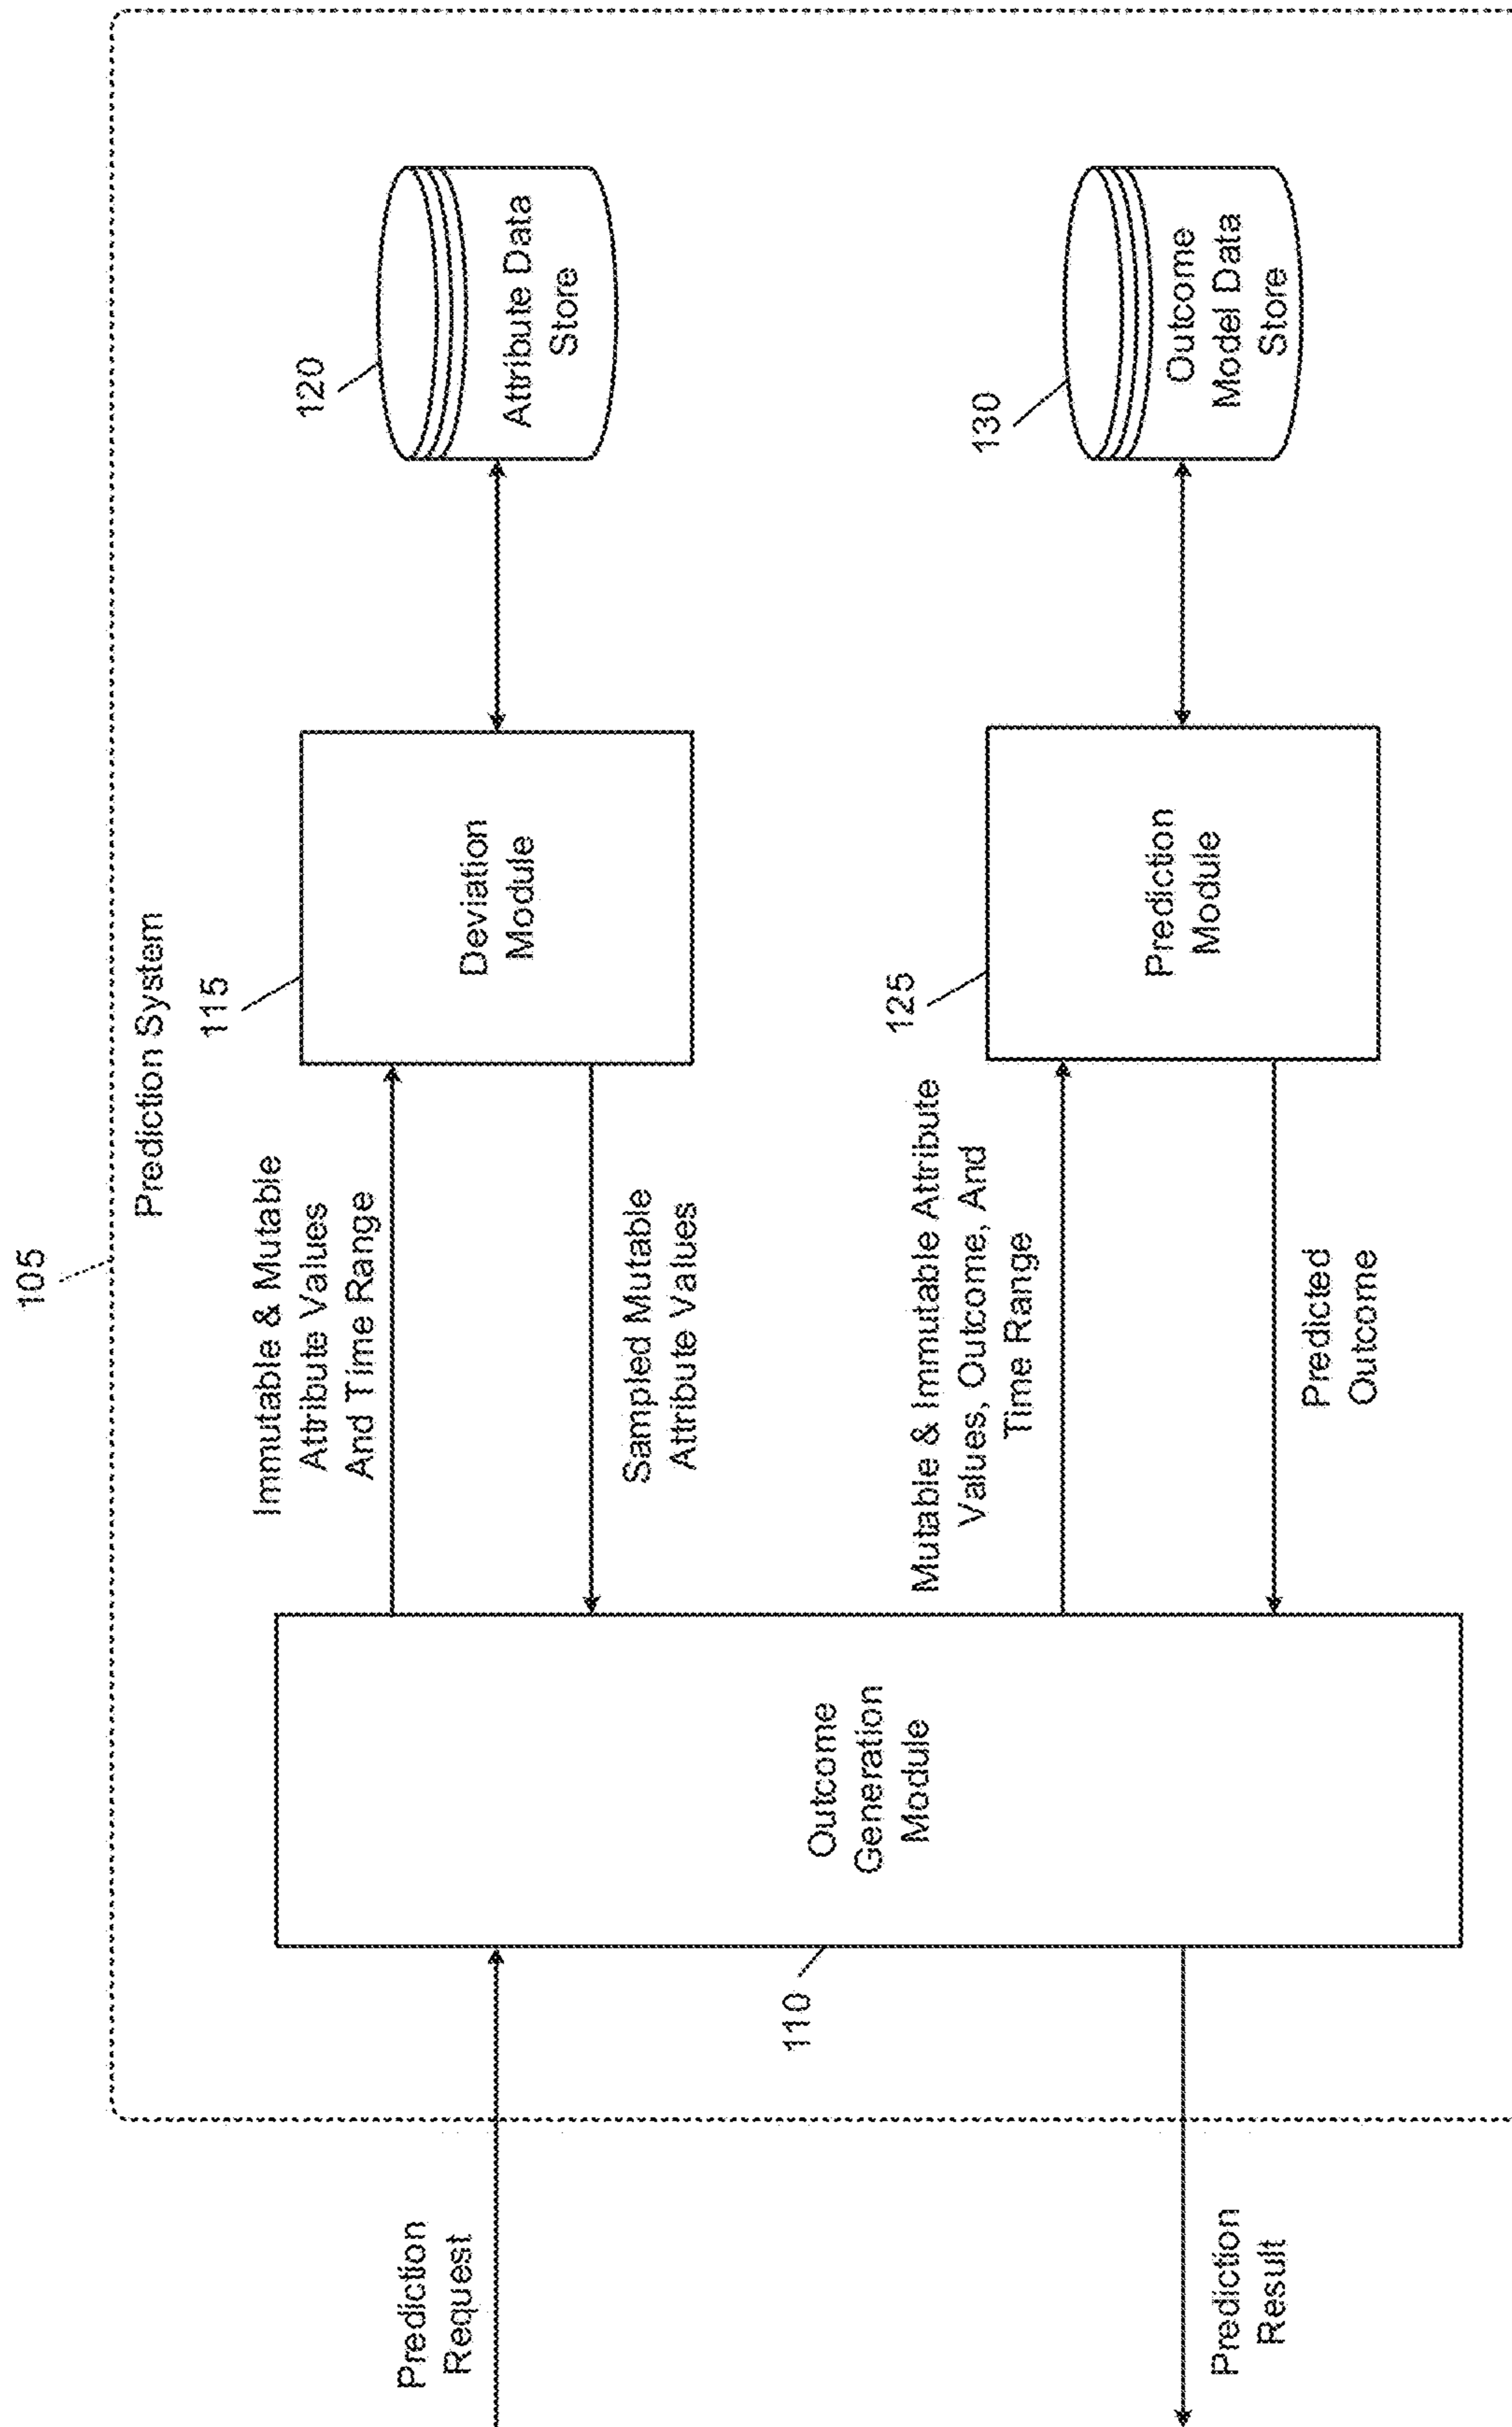 105
Prediction System
Prediction
Request
110
Outcome
Generation
Module
Immutable & Mutable
Attribute Values
And Time Range
Sampled Mutable
Attribute Values
115
Deviation
Module
120
Attribute Data
Store
Mutable & Immutable Attribute
Values, Outcome, And
Time Range
Predicted
Outcome
125
Prediction
Module
130
Outcome
Model Data
Store
Prediction
Result